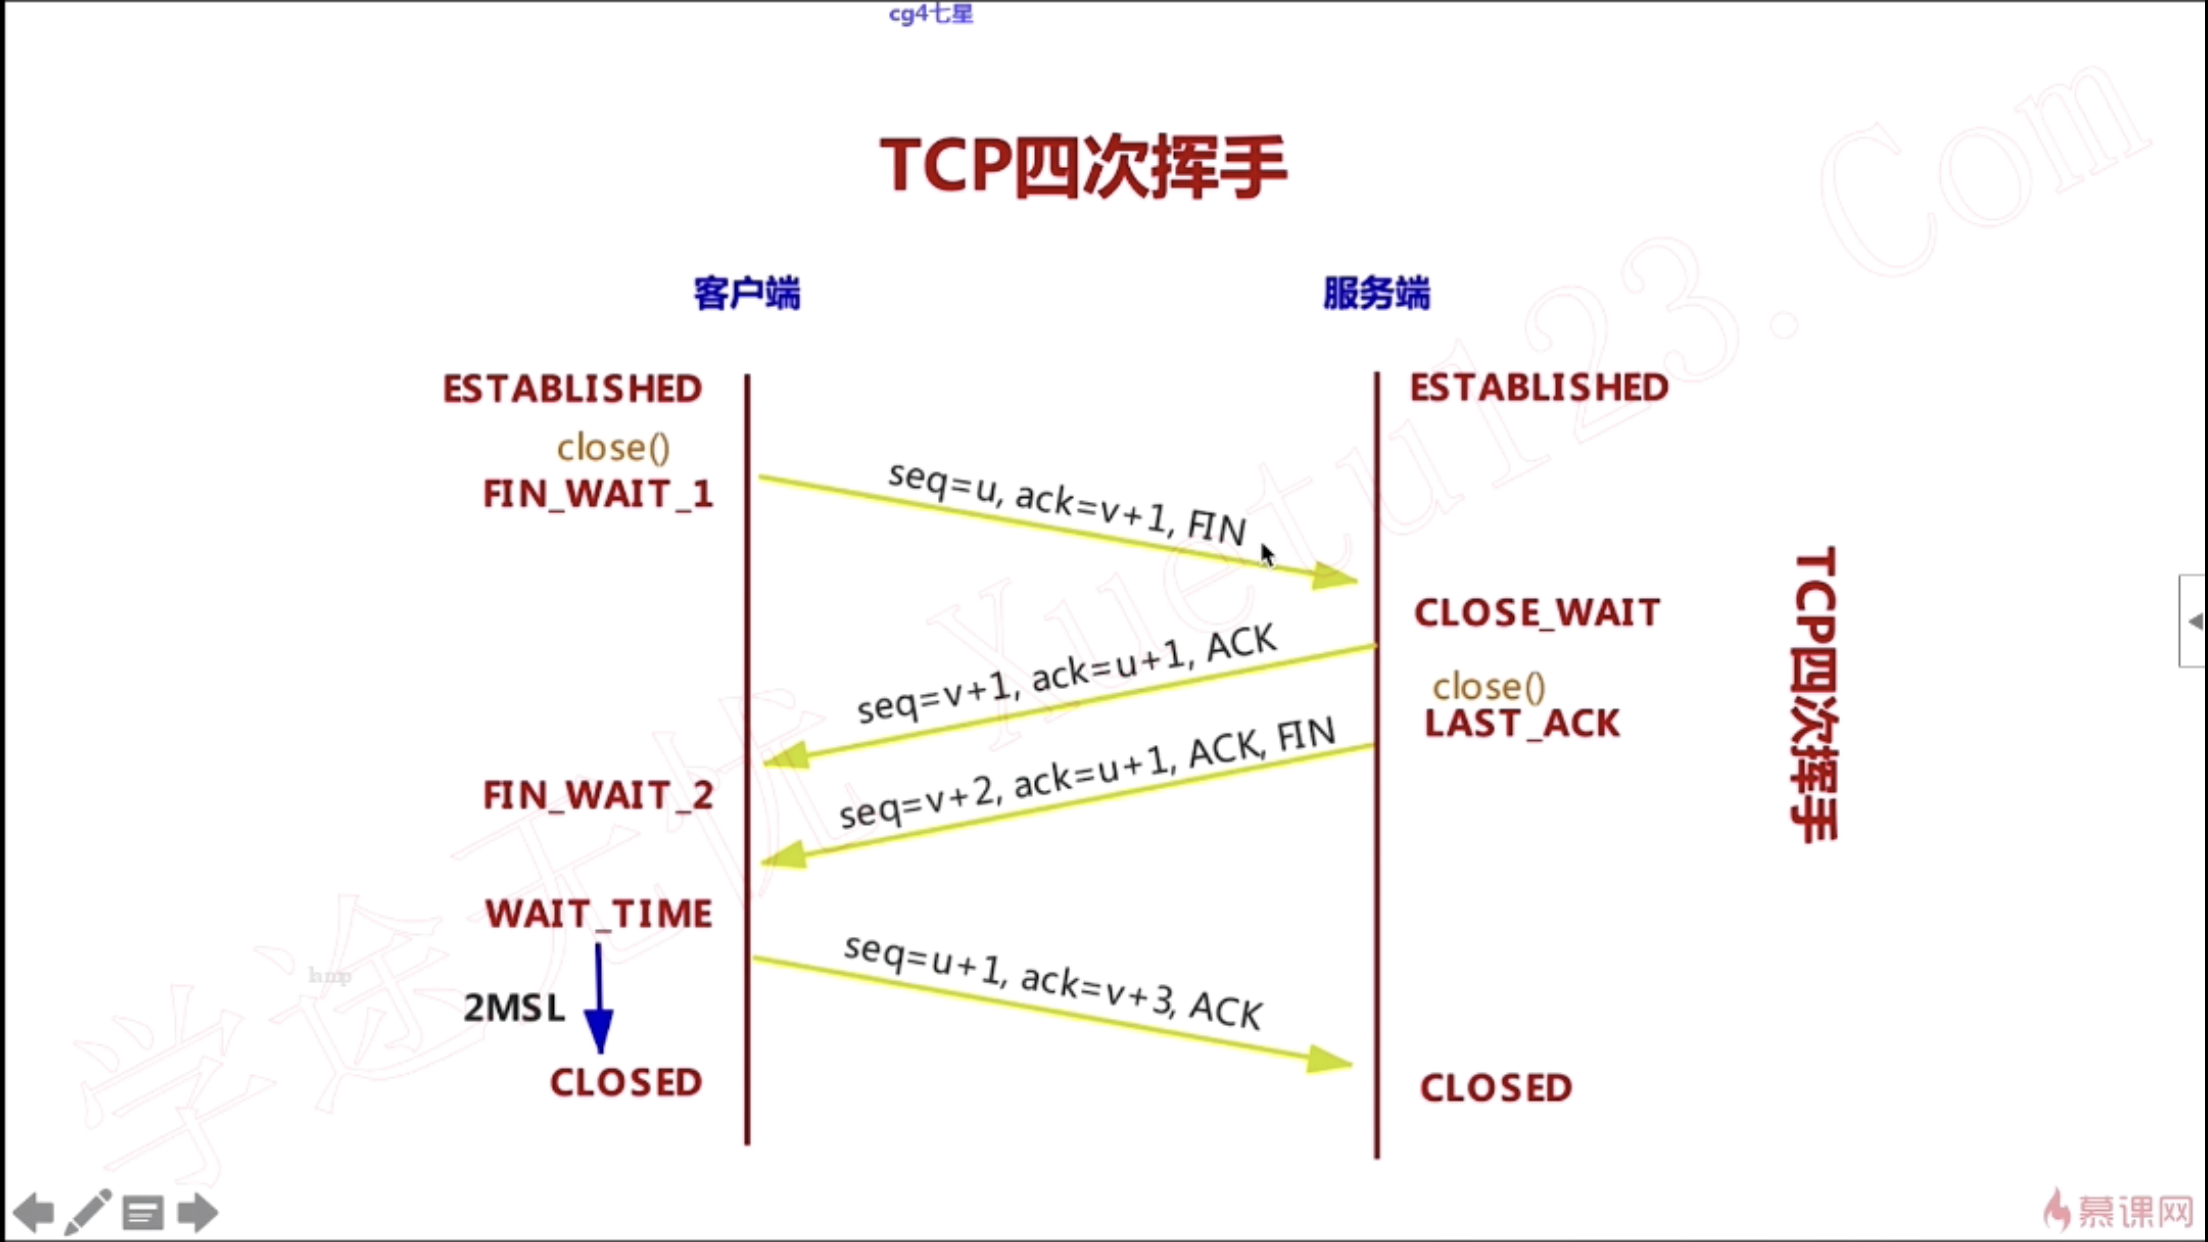 cg4七星
TCP四次挥手
客户端
服务端
ESTABLISHED
ESTABLISHED
close()
FIN_WAIT_1
seq=u, ack=v+1, FIN
CLOSE_WAIT
seq=v+1, ack=u+1, ACK
close()
LAST_ACK
seq=v+2, ack=u+1, ACK, FIN
FIN_WAIT_2
WAIT_TIME
seq=u+1, ack=v+3, ACK
2MSL
CLOSED
CLOSED
TCP四次挥手
学途无忧 Xuetu123.Com
hmp
慕课网